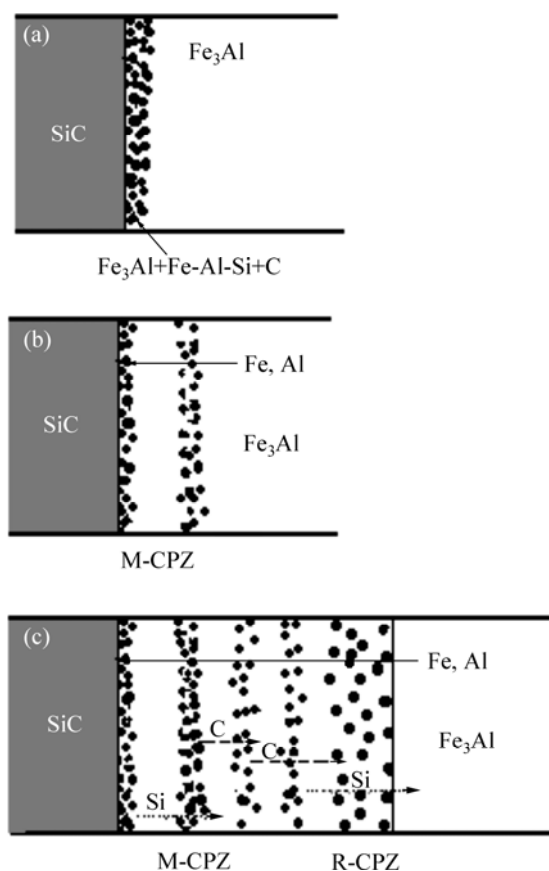 (a)
Fe₃Al
SiC
Fe₃Al+Fe-Al-Si+C
(b)
Fe, Al
SiC
Fe₃Al
M-CPZ
(c)
Fe, Al
SiC
Fe₃Al
C
C
Si
Si
M-CPZ R-CPZ